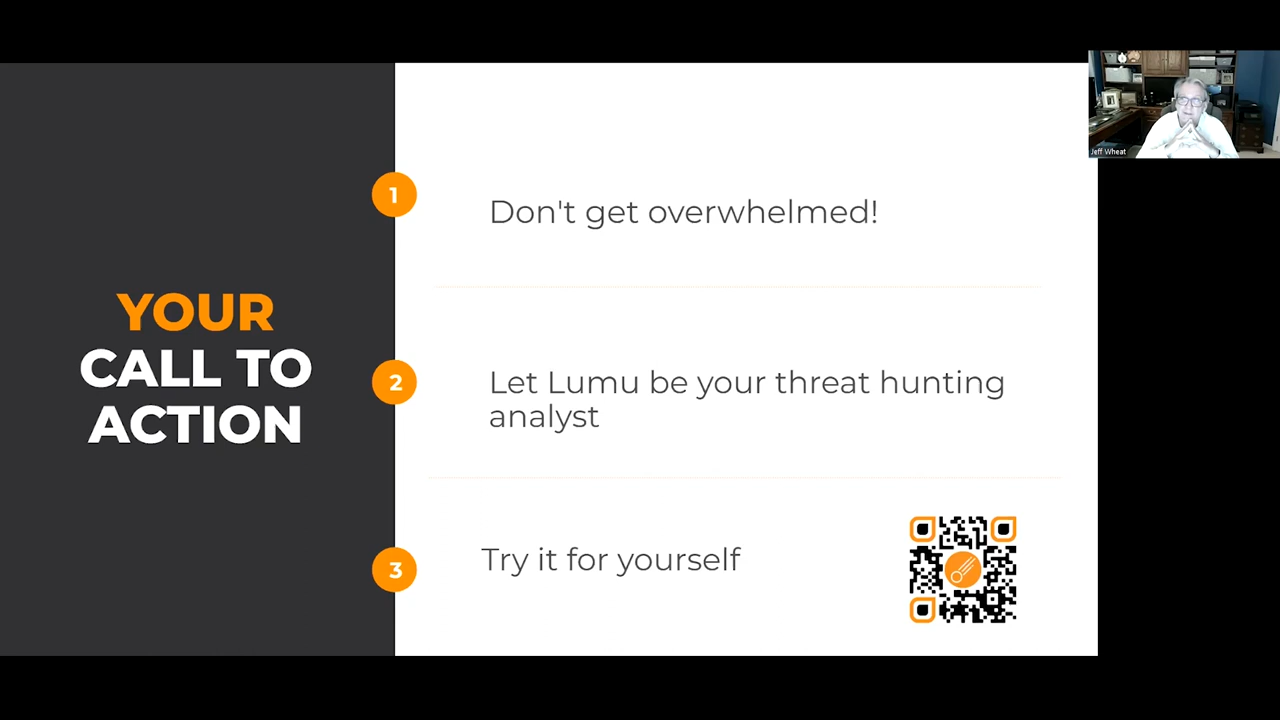 YOUR
CALL TO
ACTION
1
Don't get overwhelmed!
2
Let Lumu be your threat hunting
analyst
3
Try it for yourself
Jeff Wheat